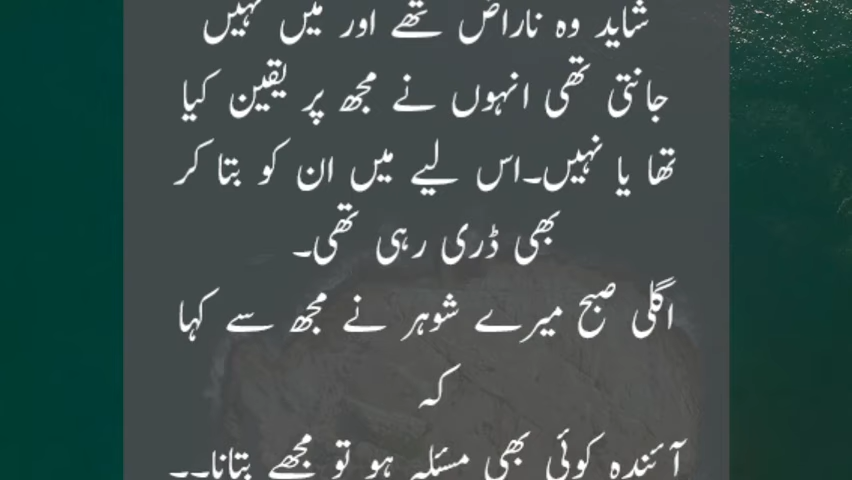 شاید وہ ناراض تھے اور میں نہیں
جانتی تھی انہوں نے مجھ پر یقین کیا
تھا یا نہیں۔اس لیے میں ان کو بتا کر
بھی ڈری رہی تھی۔
اگلی صبح میرے شوہر نے مجھ سے کہا
کہ
آئندہ کوئی بھی مسئلہ ہو تو مجھے بتانا۔۔